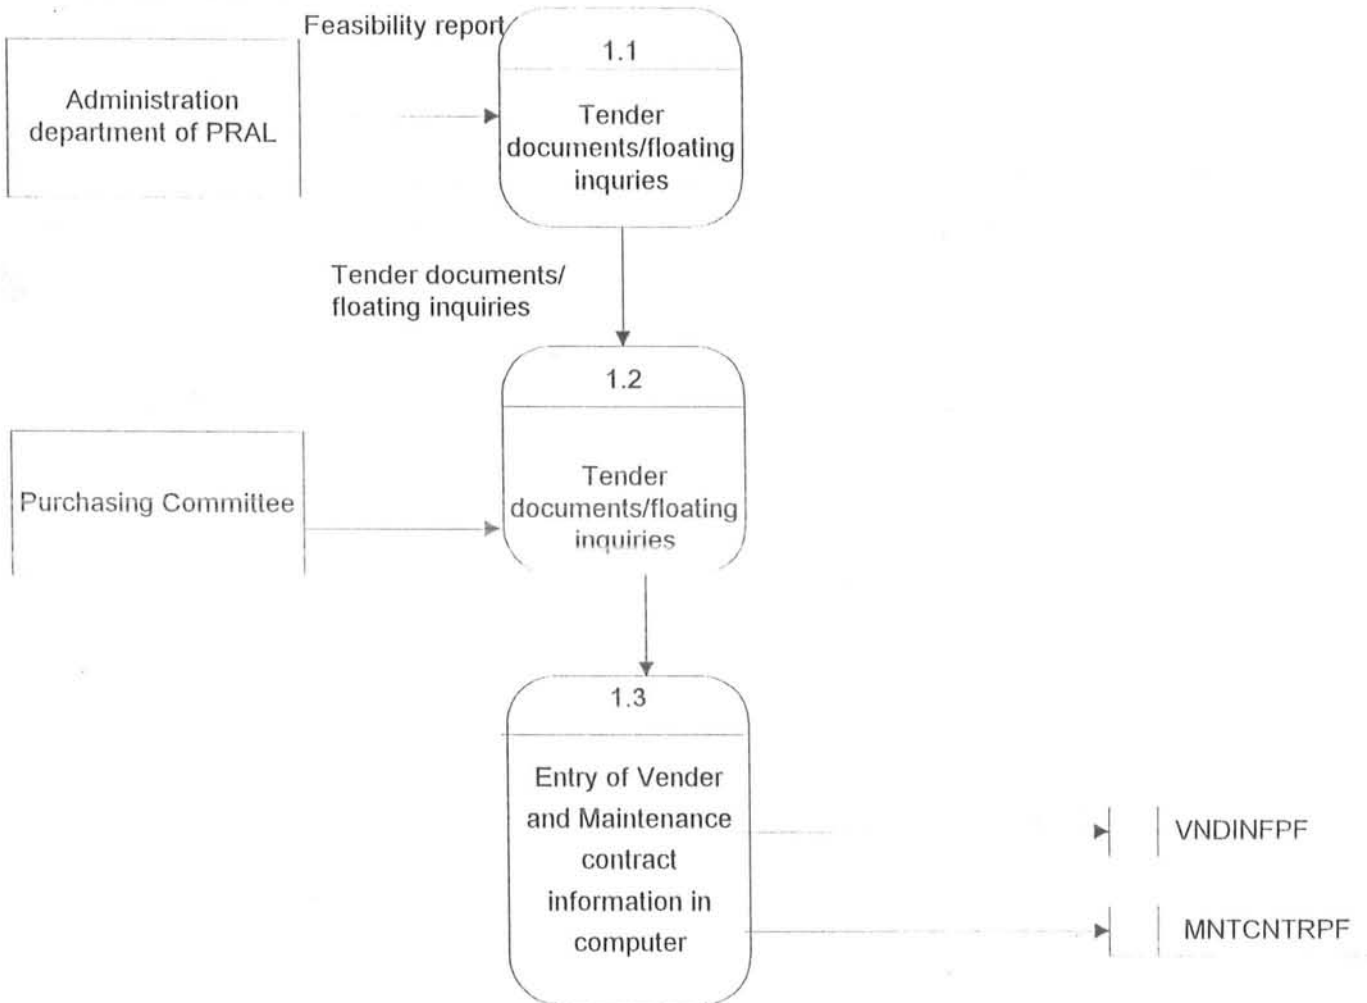 Feasibility report
1.1
Administration
department of PRAL
Tender
documents/floating
inquries
Tender documents/
floating inquiries
1.2
Purchasing Committee
Tender
documents/floating
inquiries
1.3
Entry of Vender
and Maintenance
contract
information in
computer
VNDINFPF
MNTCNTRPF